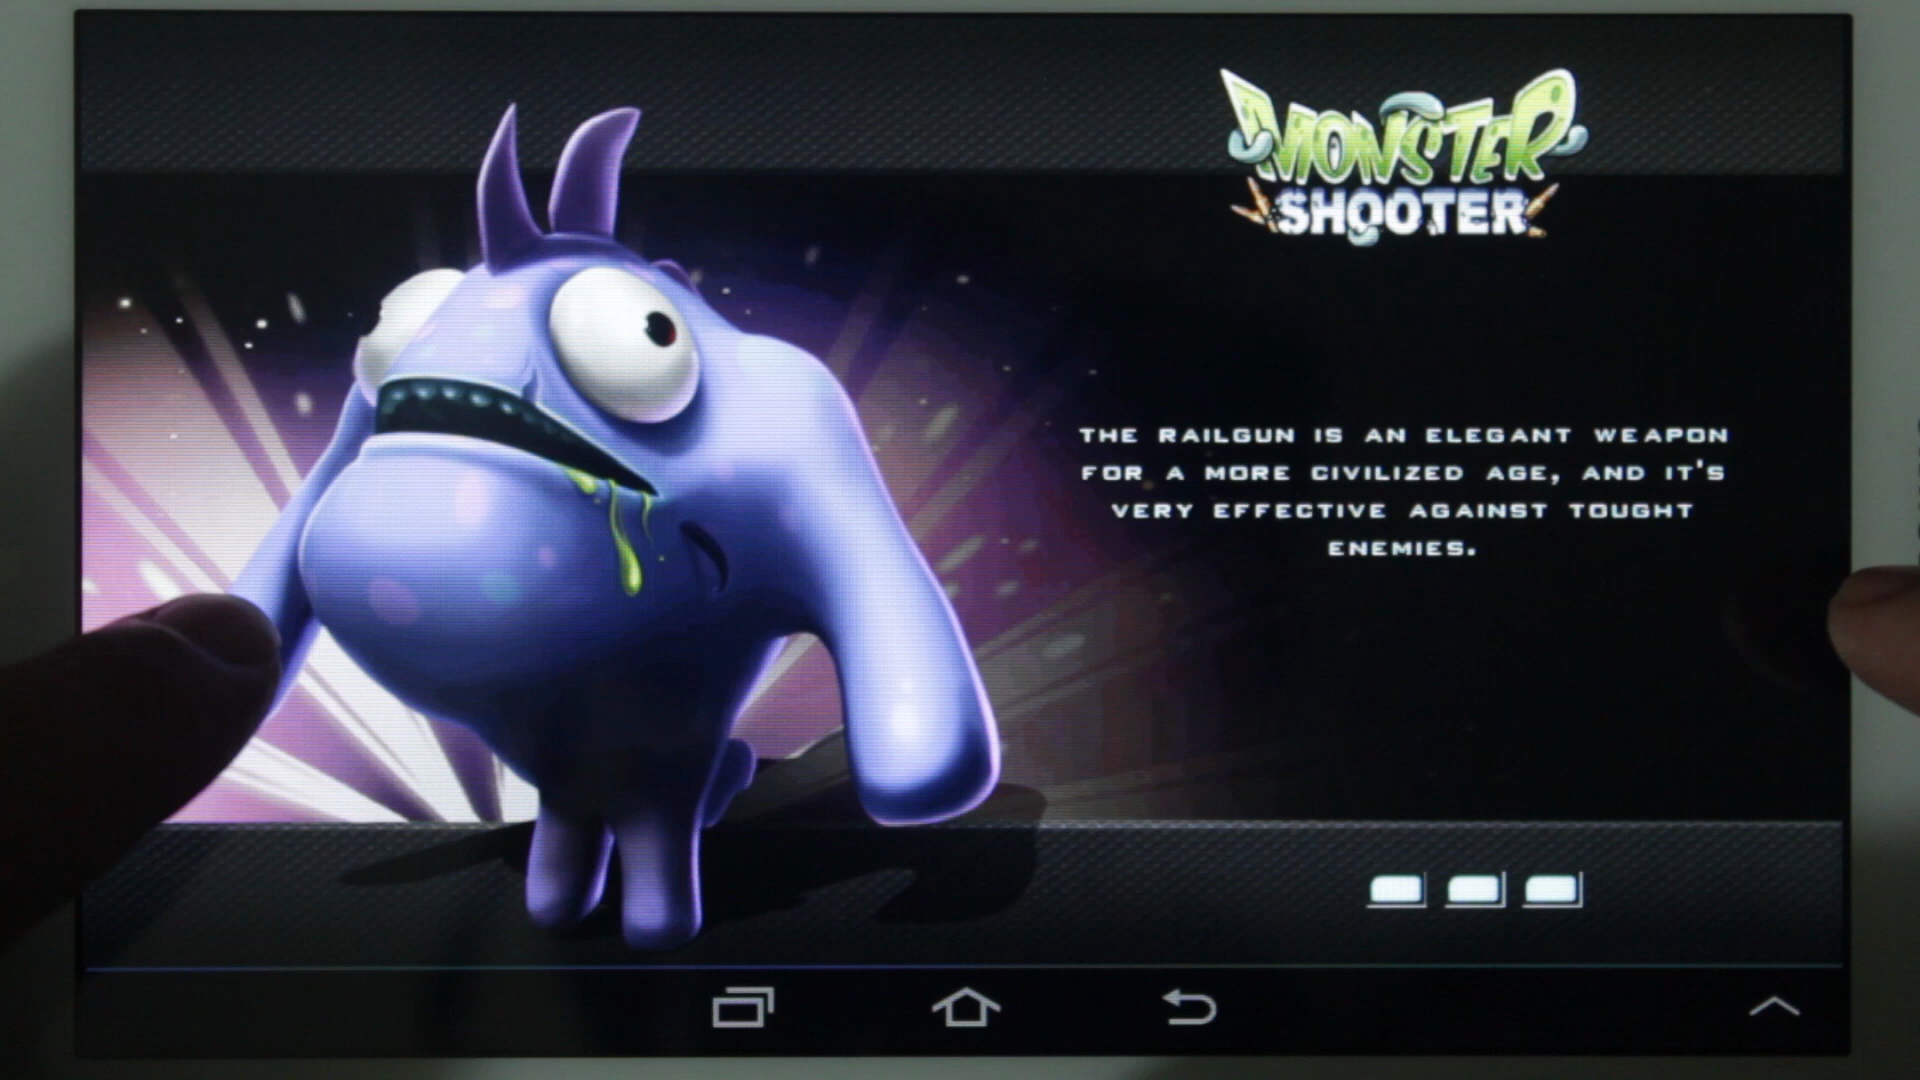 MONSTER
SHOOTER
THE RAILGUN IS AN ELEGANT WEAPON
FOR A MORE CIVILIZED AGE, AND IT'S
VERY EFFECTIVE AGAINST TOUGHT
ENEMIES.